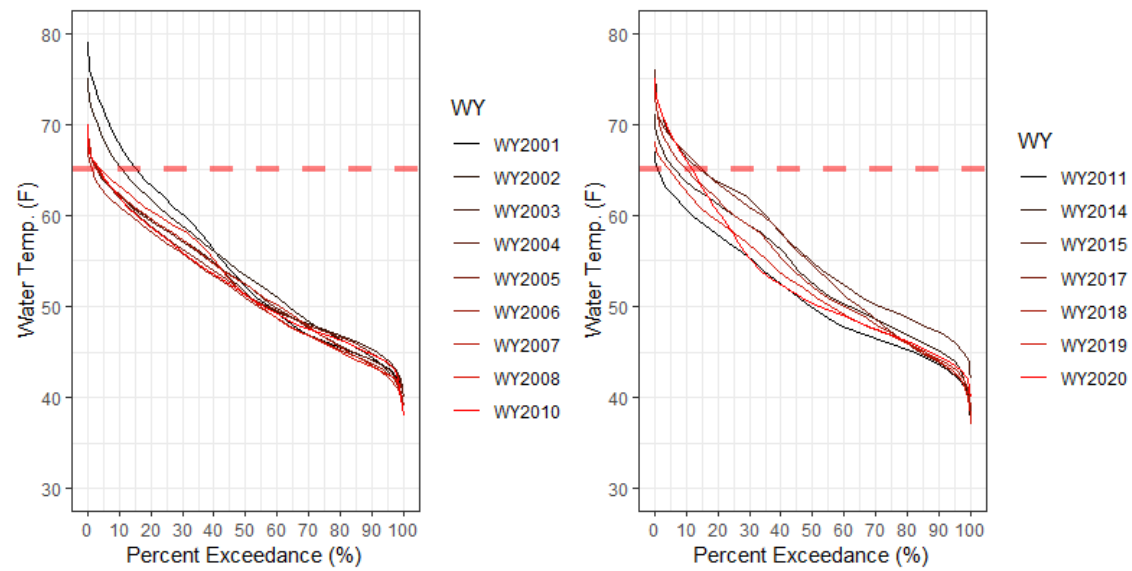 80
70
60
50
40
30
Water Temp. (F)
0 10 20 30 40 50 60 70 80 90 100
Percent Exceedance (%)
WY
WY2001
WY2002
WY2003
WY2004
WY2005
WY2006
WY2007
WY2008
WY2010
80
70
60
50
40
30
Water Temp. (F)
0 10 20 30 40 50 60 70 80 90 100
Percent Exceedance (%)
WY
WY2011
WY2014
WY2015
WY2017
WY2018
WY2019
WY2020